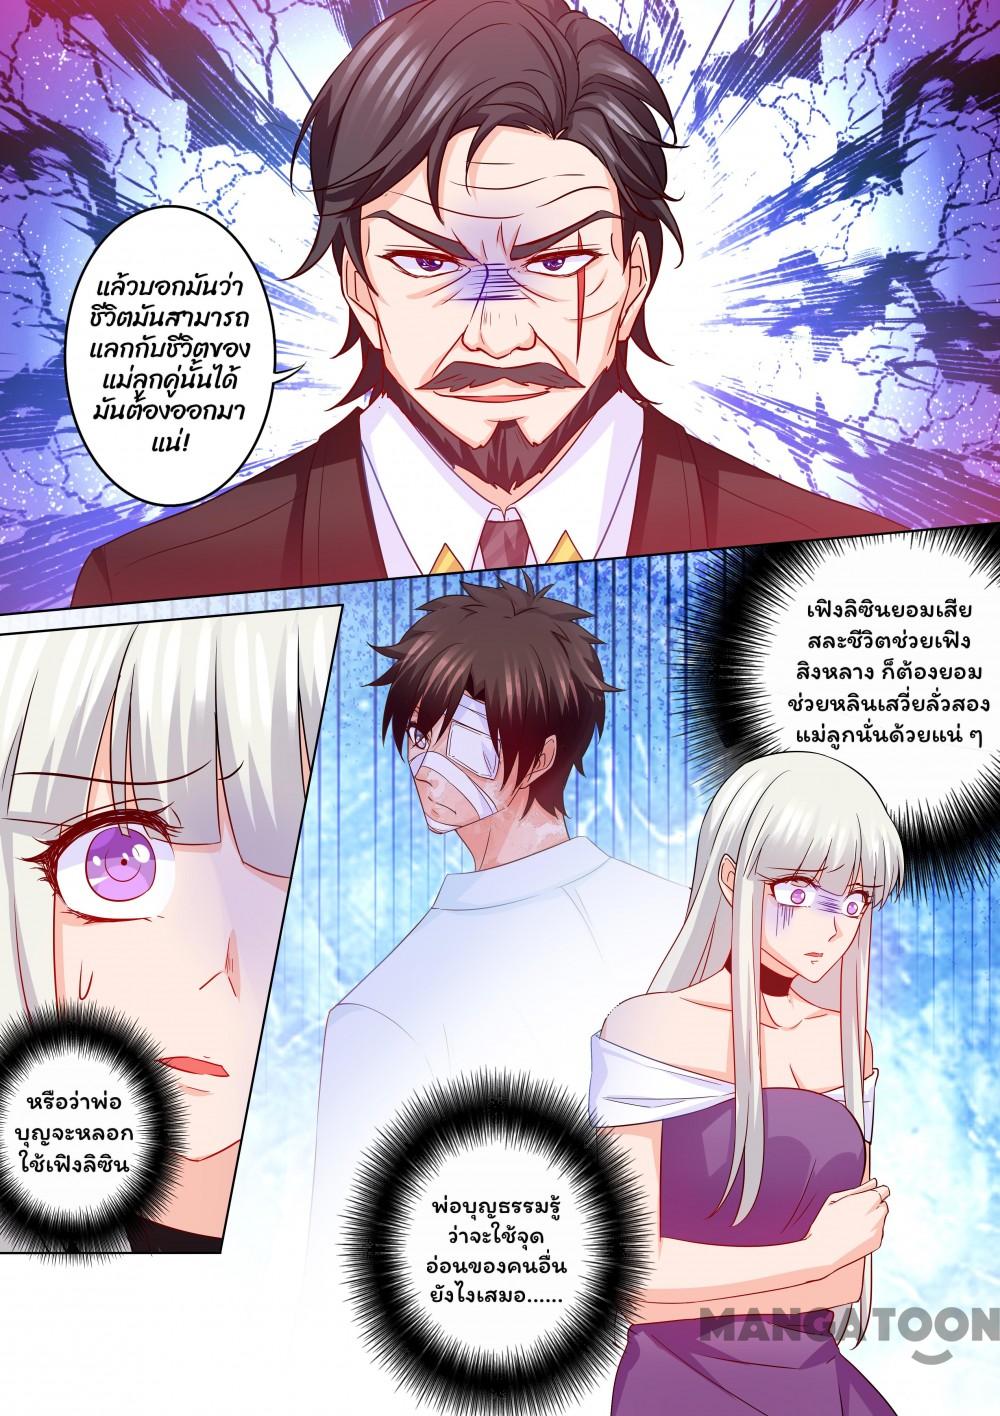 แล้วบอกมันว่า
ชีวิตมันสามารถ
แลกกับชีวิตของ
แม่ลูกคู่นั้นได้
มันต้องออกมา
แน่!
เฟิงลิซินยอมเสีย
สละชีวิตช่วยเฟิง
สิงหลาง ก็ต้องยอม
ช่วยหลินเสวี่ยลั่วสอง
แม่ลูกนั่นด้วยแน่ ๆ
หรือว่าพ่อ
บุญจะหลอก
ใช้เฟิงลิซิน
พ่อบุญธรรมรู้
ว่าจะใช้จุด
อ่อนของคนอื่น
ยังไงเสมอ......
MANGATOON